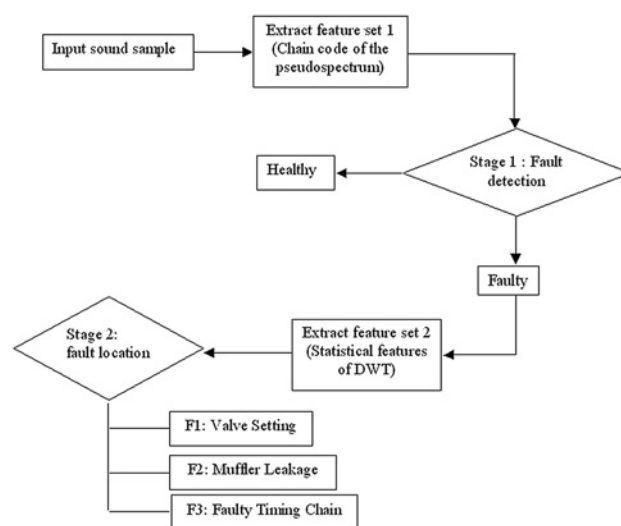 Input sound sample
Extract feature set 1
(Chain code of the
pseudospectrum)
Stage 1 : Fault
detection
Healthy
Faulty
Extract feature set 2
(Statistical features
of DWT)
Stage 2:
fault location
F1: Valve Setting
F2: Muffler Leakage
F3: Faulty Timing Chain